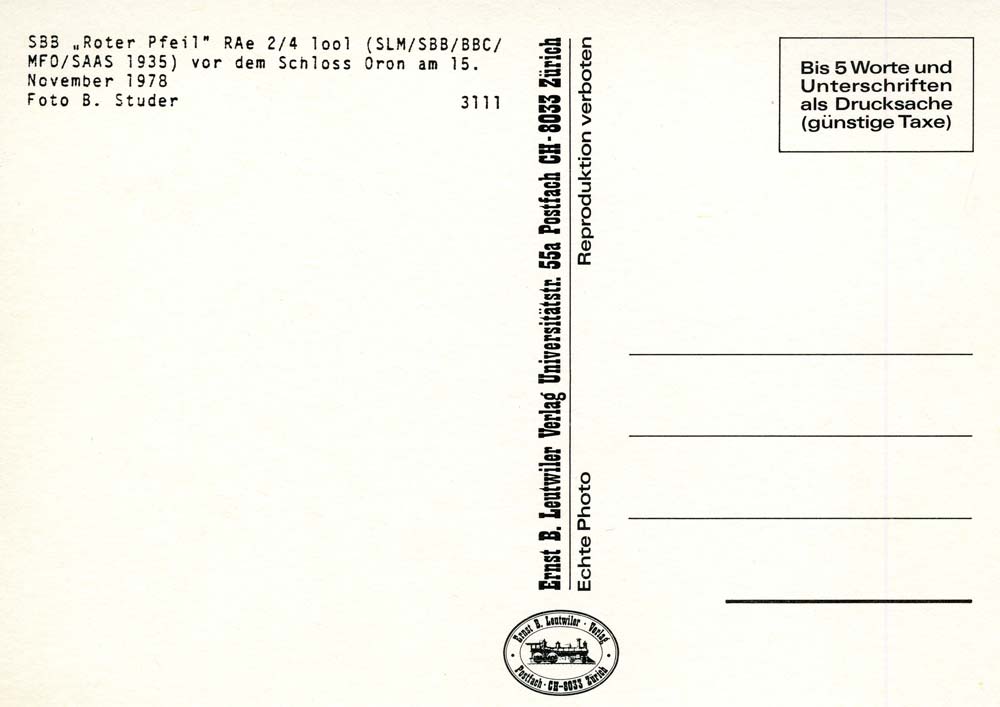 SBB „Roter Pfeil" RAe 2/4 1ool (SLM/SBB/BBC/
MFO/SAAS 1935) vor dem Schloss Oron am 15.
November 1978
Foto B. Studer 3111
Ernst B. Leutwiler Verlag Universitätstr. 55a Postfach CH-8033 Zürich
Echte Photo Reproduktion verboten
Bis 5 Worte und
Unterschriften
als Drucksache
(günstige Taxe)
Ernst B. Leutwiler · Verlag
Postfach · CH-8033 Zürich